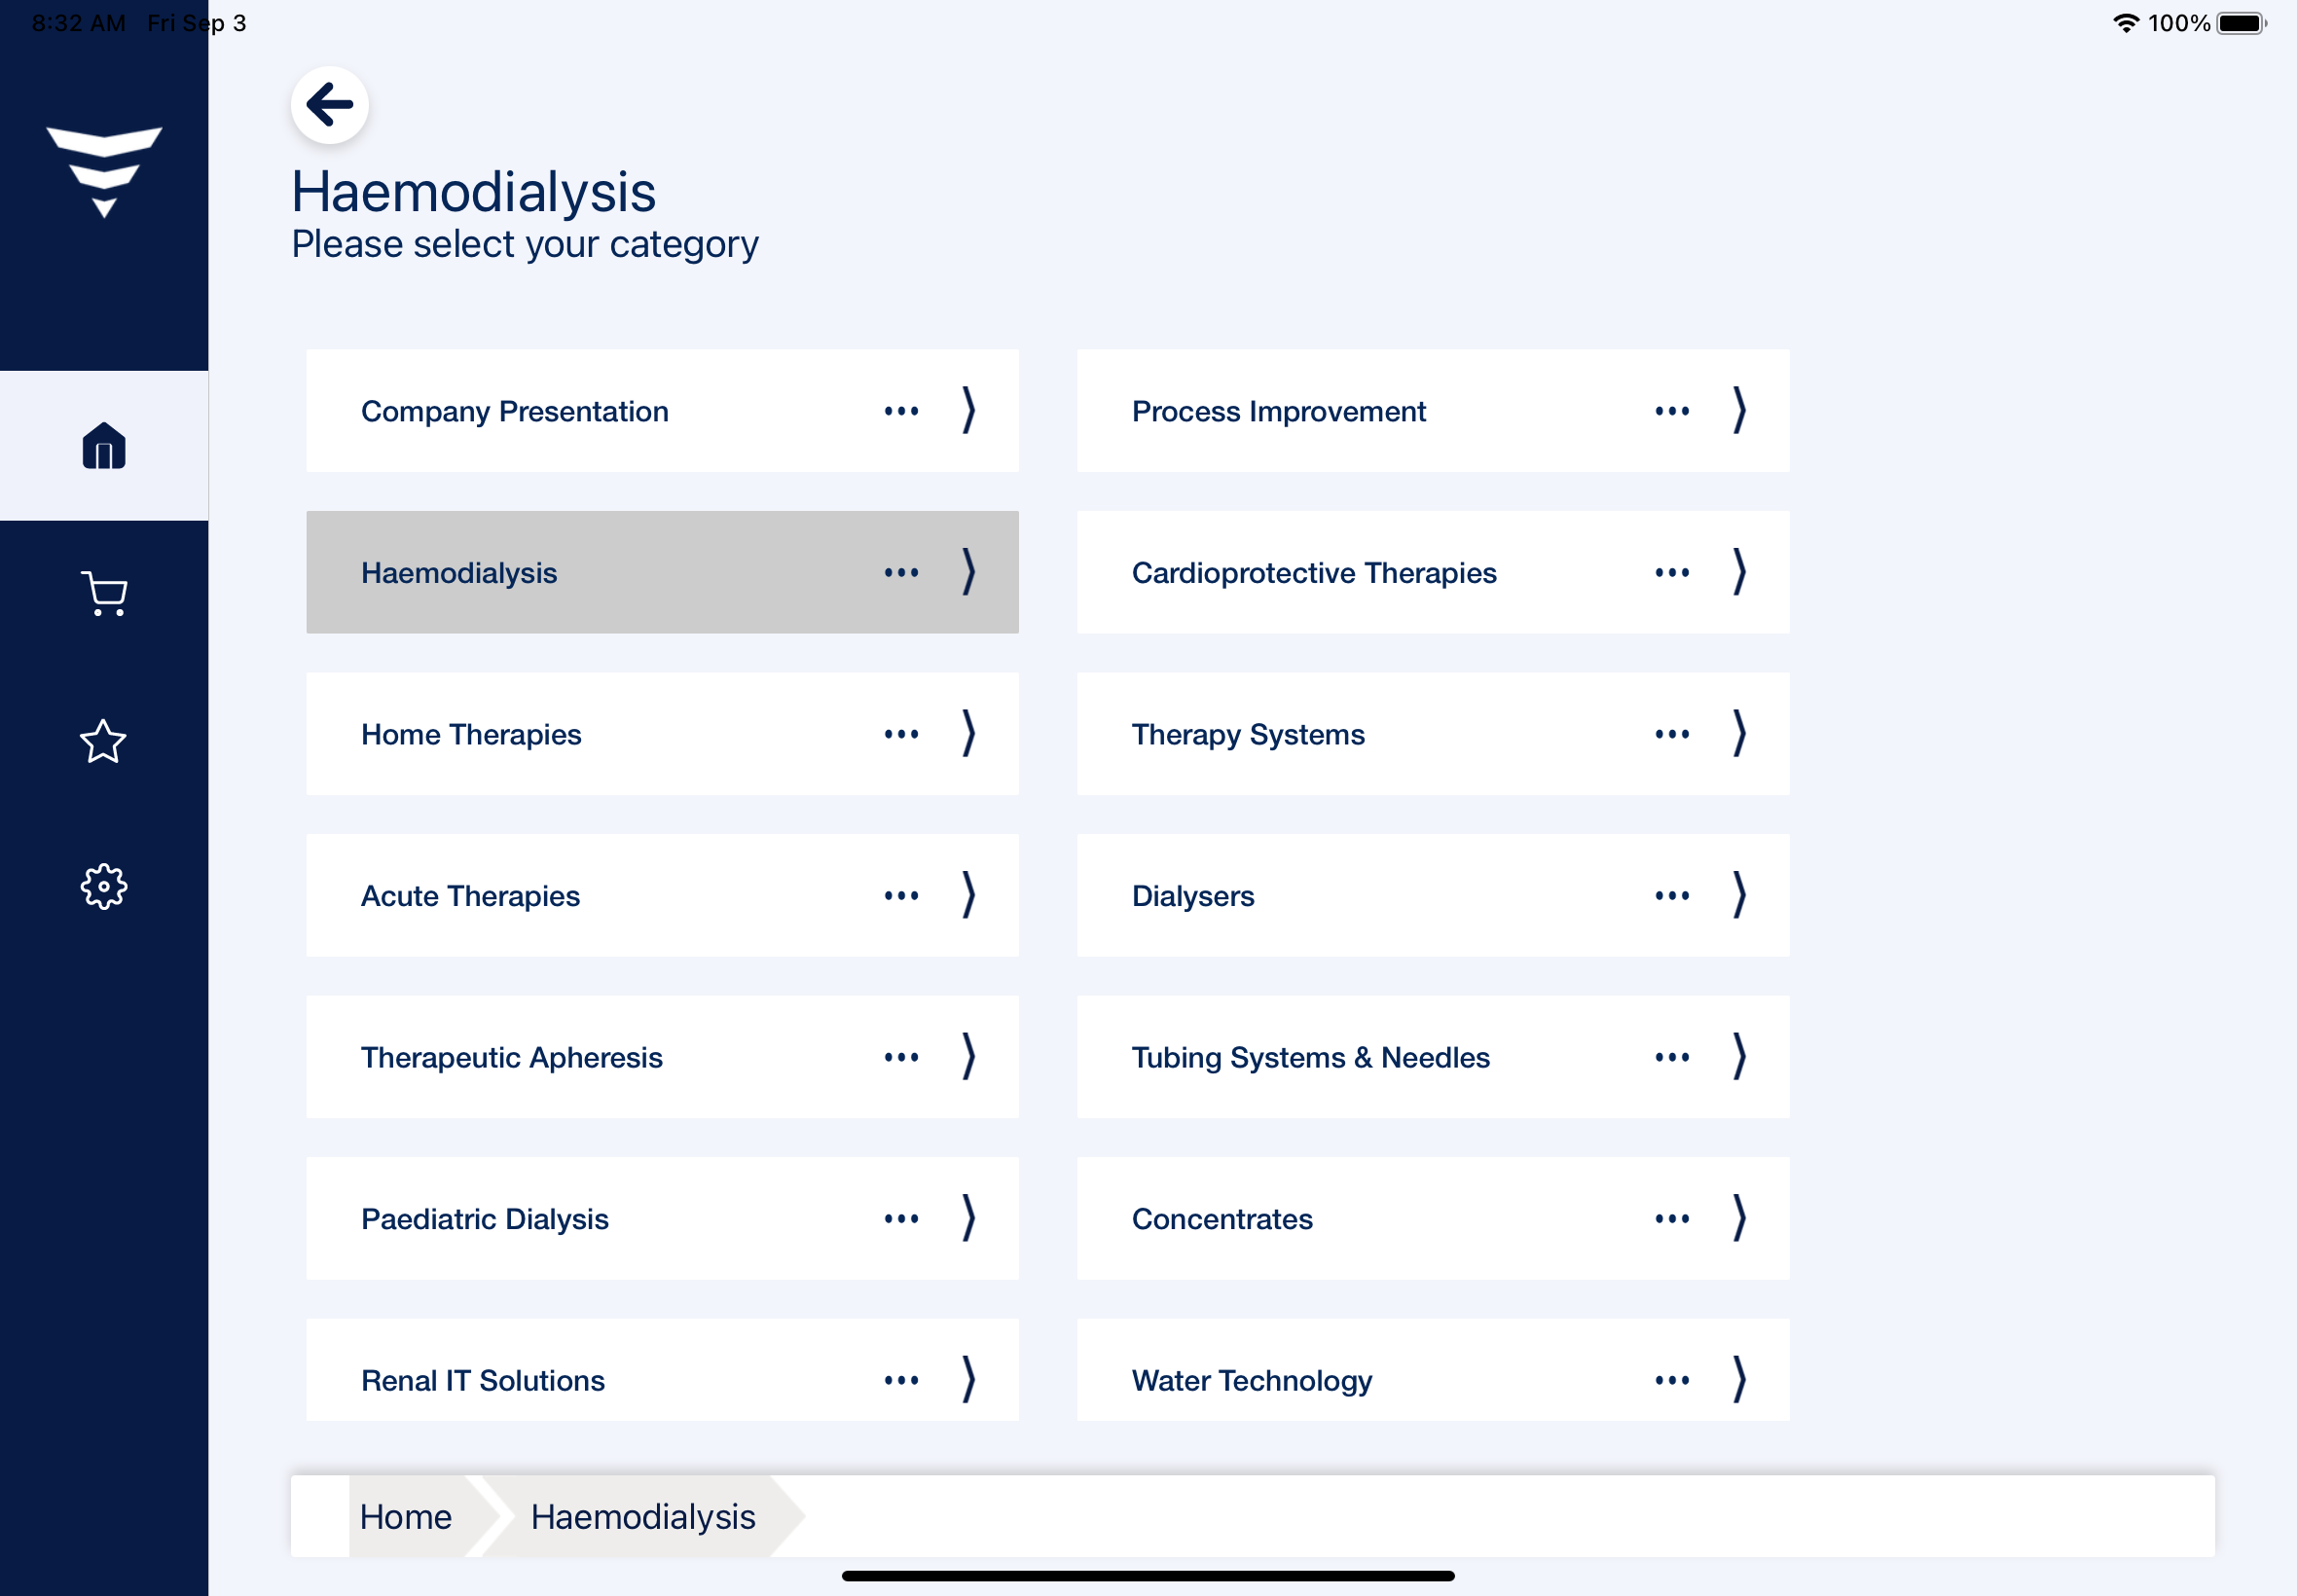 8:32 AM Fri Sep 3
100%
Haemodialysis
Please select your category
Company Presentation
Process Improvement
Haemodialysis
Cardioprotective Therapies
Home Therapies
Therapy Systems
Acute Therapies
Dialysers
Therapeutic Apheresis
Tubing Systems & Needles
Paediatric Dialysis
Concentrates
Renal IT Solutions
Water Technology
Home
Haemodialysis